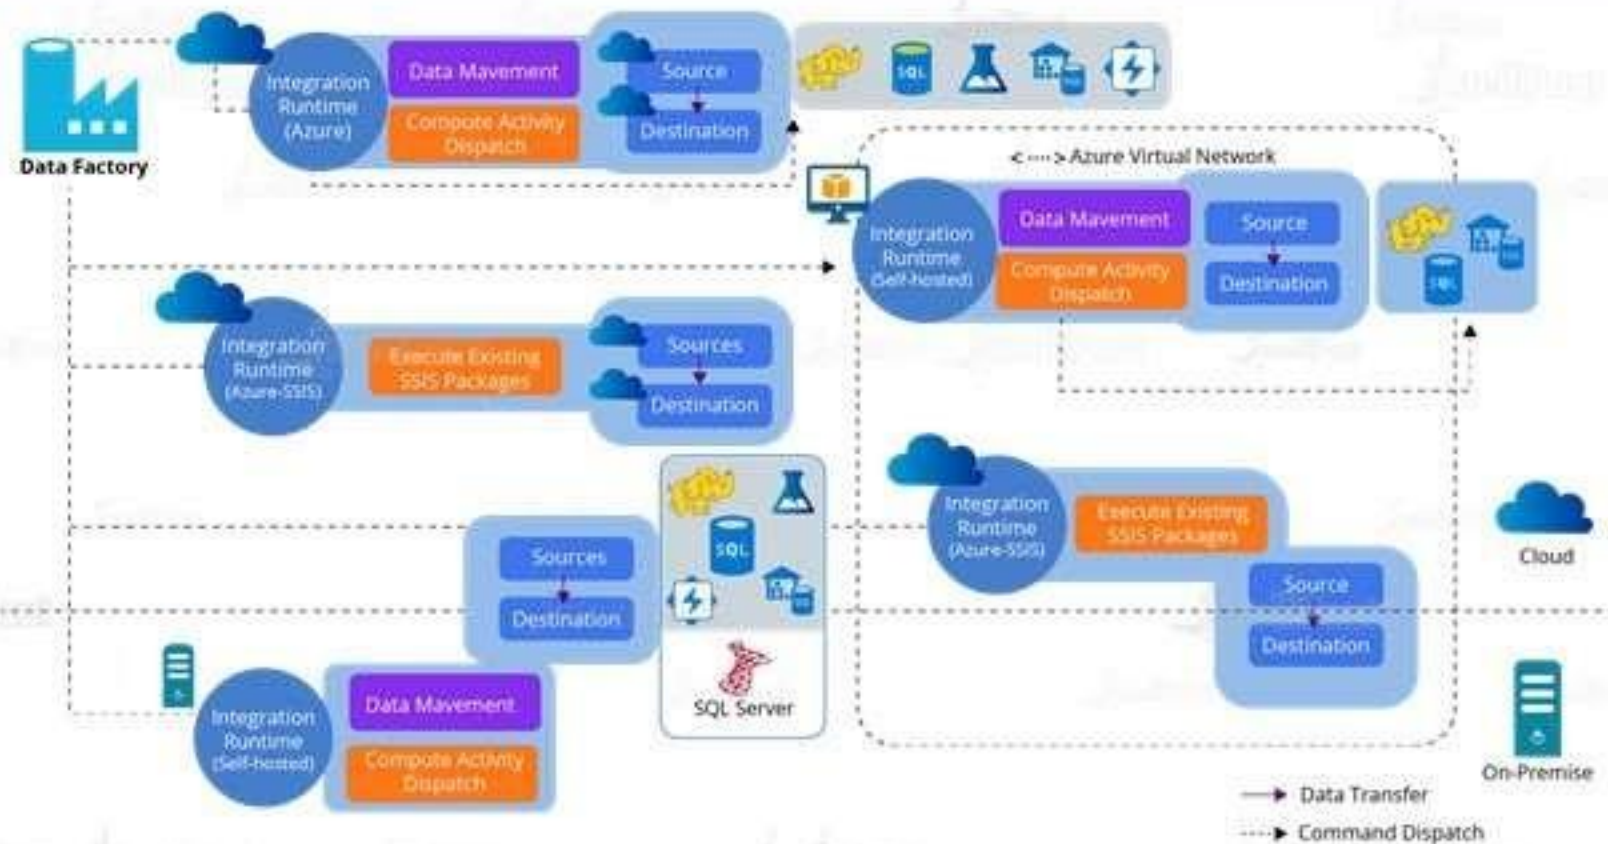 Data Factory
Integration
Runtime
(Azure)
Data Mavement
Compute Activity
Dispatch
Source
Destination
SQL
< ---- > Azure Virtual Network
Integration
Runtime
(Self-hosted)
Data Mavement
Compute Activity
Dispatch
Source
Destination
SQL
Integration
Runtime
(Azure-SSIS)
Execute Existing
SSIS Packages
Sources
Destination
Sources
Destination
SQL
SQL Server
Integration
Runtime
(Azure-SSIS)
Execute Existing
SSIS Packages
Source
Destination
Cloud
Integration
Runtime
(Self-hosted)
Data Mavement
Compute Activity
Dispatch
On-Premise
Data Transfer
Command Dispatch